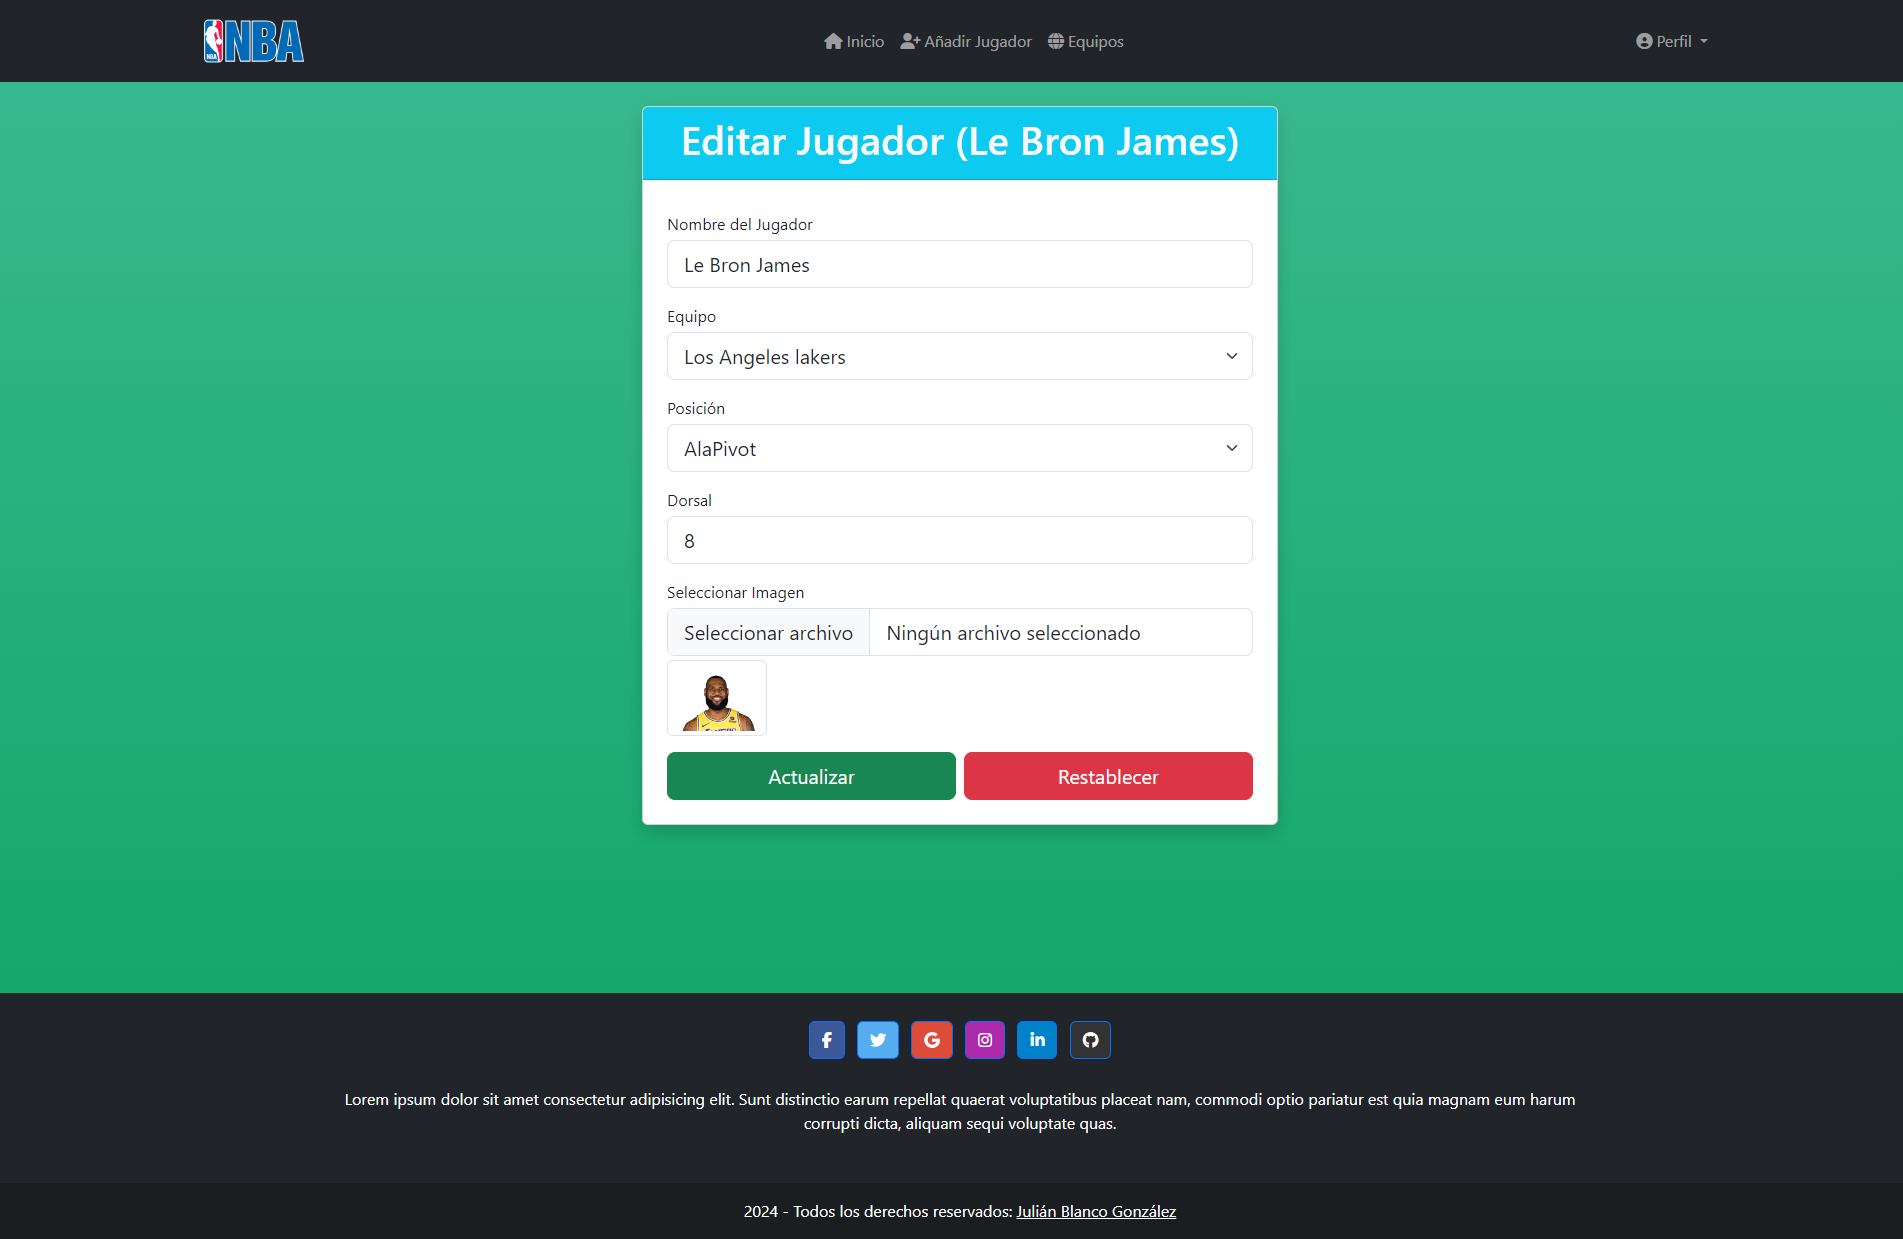 NBA NBA
Inicio Añadir Jugador Equipos Perfil
Editar Jugador (Le Bron James)
Nombre del Jugador
Le Bron James
Equipo
Los Angeles lakers
Posición
AlaPivot
Dorsal
8
Seleccionar Imagen
Seleccionar archivo Ningún archivo seleccionado
Actualizar Restablecer
Lorem ipsum dolor sit amet consectetur adipisicing elit. Sunt distinctio earum repellat quaerat voluptatibus placeat nam, commodi optio pariatur est quia magnam eum harum
corrupti dicta, aliquam sequi voluptate quas.
2024 - Todos los derechos reservados: Julián Blanco González